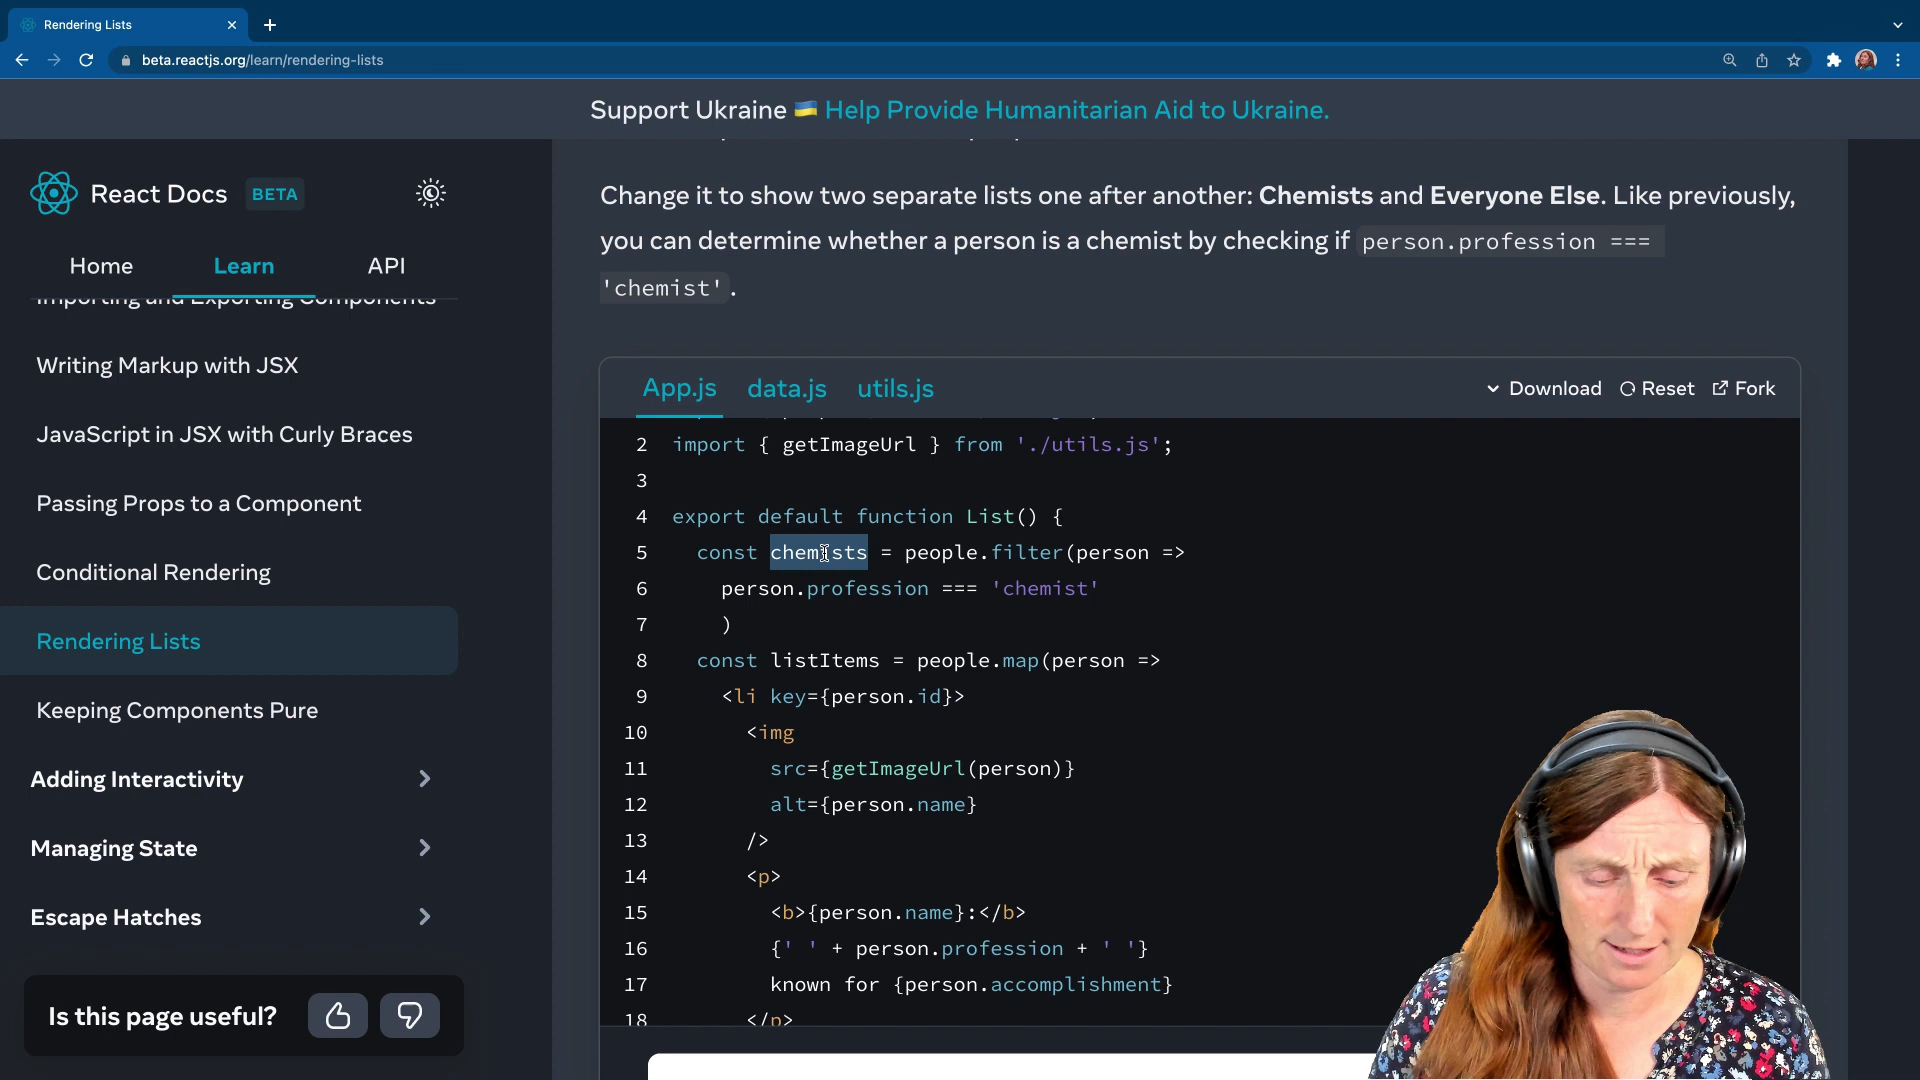 Rendering Lists
beta.reactjs.org/learn/rendering-lists
Support Ukraine 🇺🇦 Help Provide Humanitarian Aid to Ukraine.
React Docs BETA
Home Learn API
Importing and Exporting Components
Writing Markup with JSX
JavaScript in JSX with Curly Braces
Passing Props to a Component
Conditional Rendering
Rendering Lists
Keeping Components Pure
Adding Interactivity
Managing State
Escape Hatches
Is this page useful?
Change it to show two separate lists one after another: Chemists and Everyone Else. Like previously,
you can determine whether a person is a chemist by checking if person.profession ===
'chemist'.
App.js data.js utils.js Download Reset Fork
2 import { getImageUrl } from './utils.js';
3
4 export default function List() {
5 const chemists = people.filter(person =>
6 person.profession === 'chemist'
7 )
8 const listItems = people.map(person =>
9 <li key={person.id}>
10 <img
11 src={getImageUrl(person)}
12 alt={person.name}
13 />
14 <p>
15 <b>{person.name}:</b>
16 {' ' + person.profession + ' '}
17 known for {person.accomplishment}
18 </p>